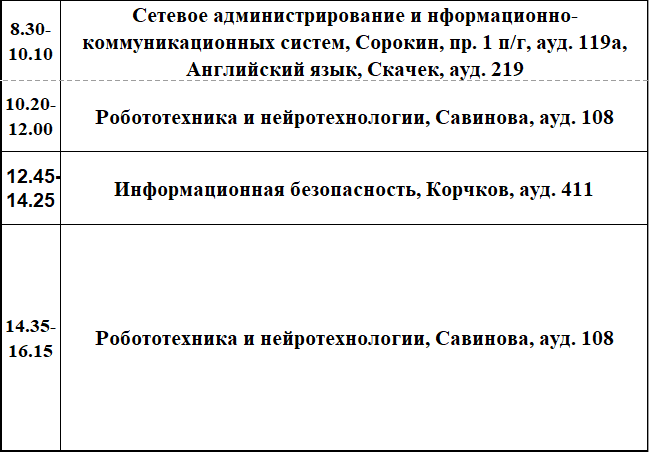 8.30-
10.10
Сетевое администрирование и нформационно-
коммуникационных систем, Сорокин, пр. 1 п/г, ауд. 119а,
Английский язык, Скачек, ауд. 219
10.20-
12.00
Робототехника и нейротехнологии, Савинова, ауд. 108
12.45-
14.25
Информационная безопасность, Корчков, ауд. 411
14.35-
16.15
Робототехника и нейротехнологии, Савинова, ауд. 108